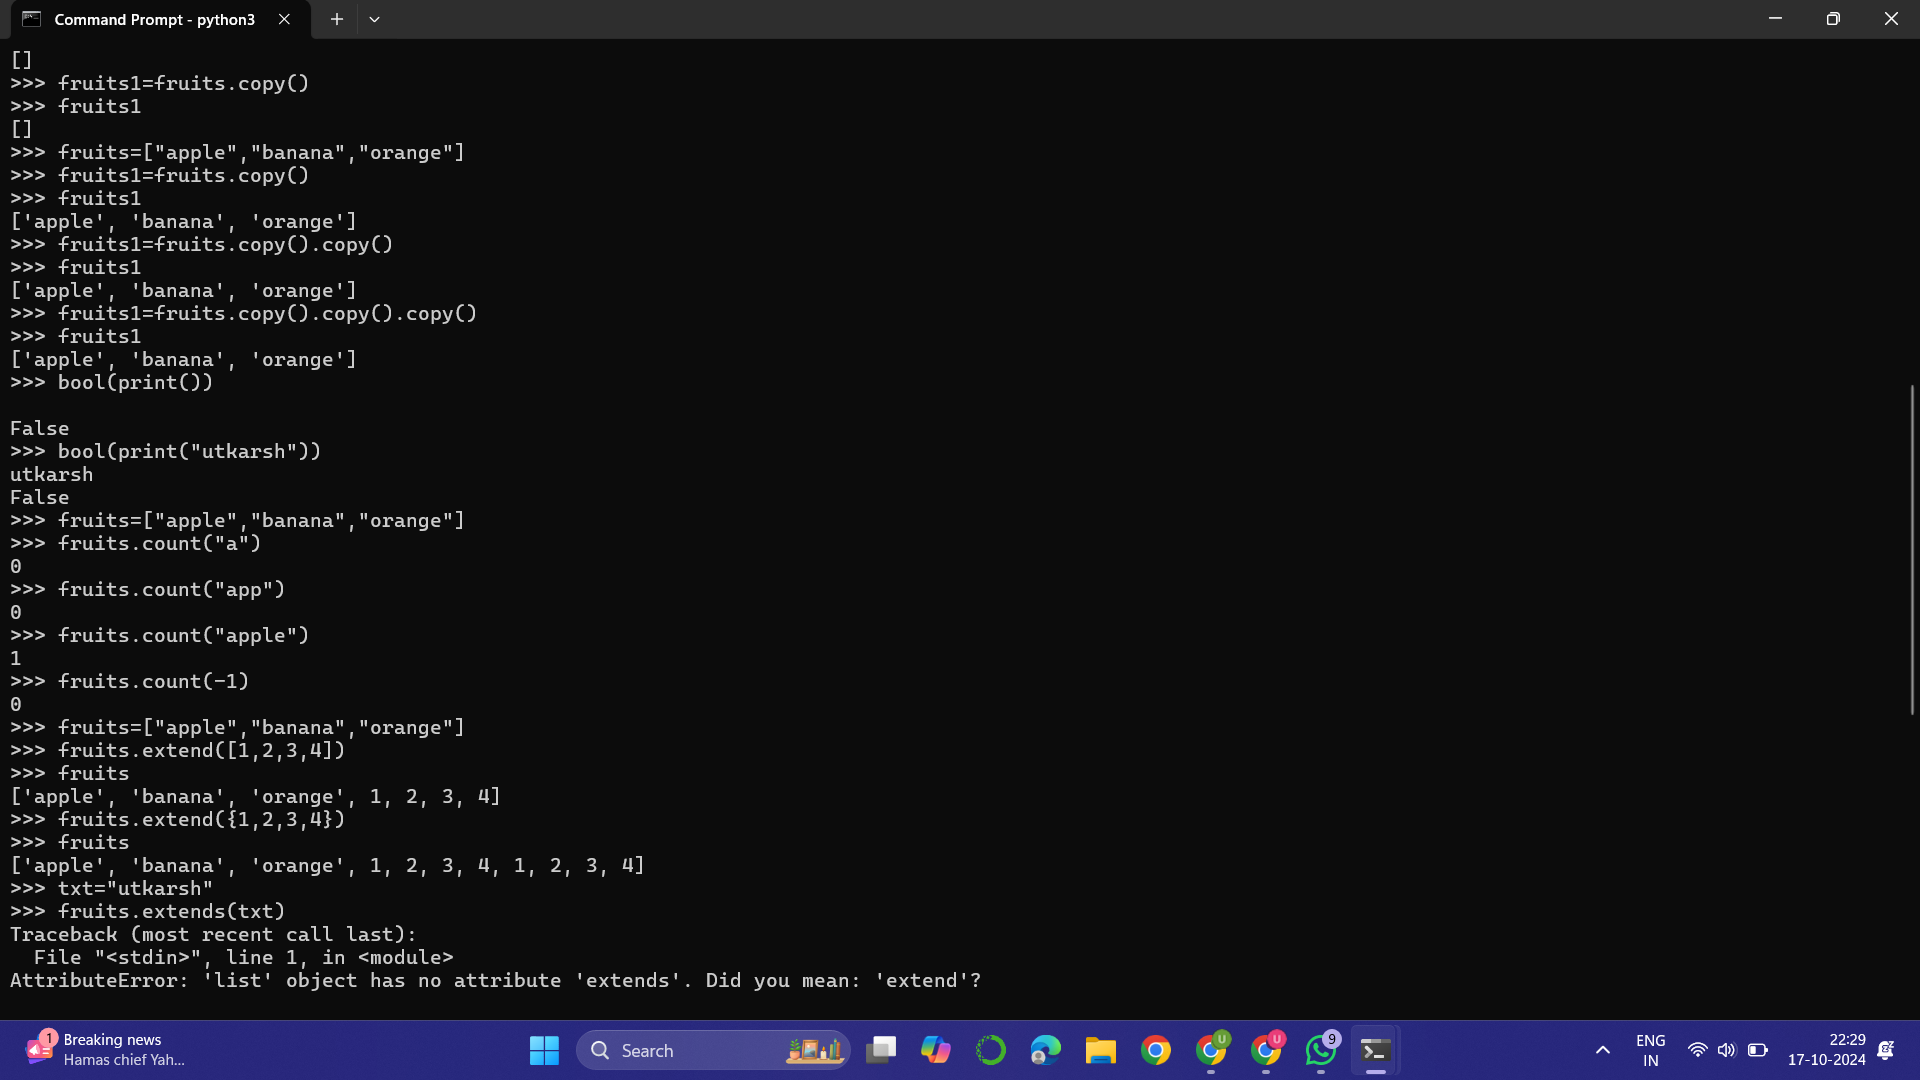 Command Prompt - python3
[]
>>> fruits1=fruits.copy()
>>> fruits1
[]
>>> fruits=["apple","banana","orange"]
>>> fruits1=fruits.copy()
>>> fruits1
['apple', 'banana', 'orange']
>>> fruits1=fruits.copy().copy()
>>> fruits1
['apple', 'banana', 'orange']
>>> fruits1=fruits.copy().copy().copy()
>>> fruits1
['apple', 'banana', 'orange']
>>> bool(print())

False
>>> bool(print("utkarsh"))
utkarsh
False
>>> fruits=["apple","banana","orange"]
>>> fruits.count("a")
0
>>> fruits.count("app")
0
>>> fruits.count("apple")
1
>>> fruits.count(-1)
0
>>> fruits=["apple","banana","orange"]
>>> fruits.extend([1,2,3,4])
>>> fruits
['apple', 'banana', 'orange', 1, 2, 3, 4]
>>> fruits.extend({1,2,3,4})
>>> fruits
['apple', 'banana', 'orange', 1, 2, 3, 4, 1, 2, 3, 4]
>>> txt="utkarsh"
>>> fruits.extends(txt)
Traceback (most recent call last):
  File "<stdin>", line 1, in <module>
AttributeError: 'list' object has no attribute 'extends'. Did you mean: 'extend'?
1
Breaking news
Hamas chief Yah...
Search
U
U
9
ENG
IN
22:29
17-10-2024